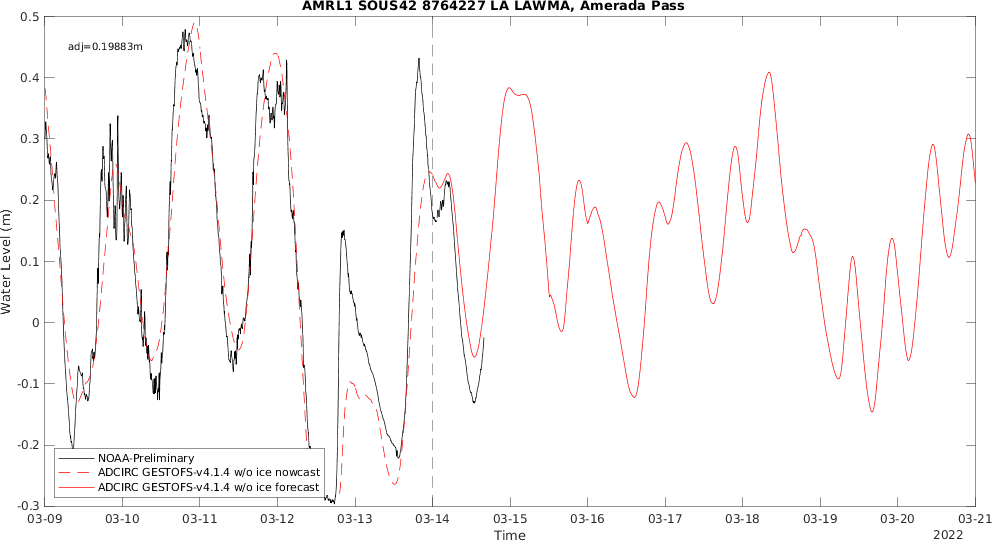 AMRL1 SOUS42 8764227 LA LAWMA, Amerada Pass
adj=0.19883m
0.5
0.4
0.3
0.2
0.1
0
-0.1
-0.2
-0.3
Water Level (m)
NOAA-Preliminary
ADCIRC GESTOFS-v4.1.4 w/o ice nowcast
ADCIRC GESTOFS-v4.1.4 w/o ice forecast
03-09 03-10 03-11 03-12 03-13 03-14 03-15 03-16 03-17 03-18 03-19 03-20 03-21
Time
2022